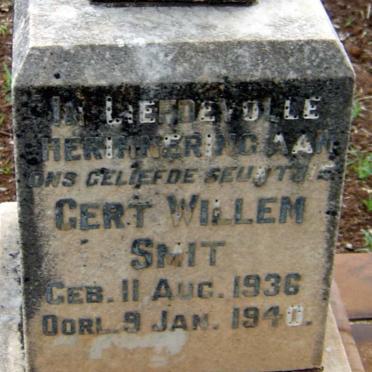 IN LIEFDEVOLLE
HERINNERING AAN
ONS GELIEFDE SEUNTJIE
GERT WILLEM
SMIT
GEB. 11 AUG. 1936
OORL. 9 JAN. 1940.